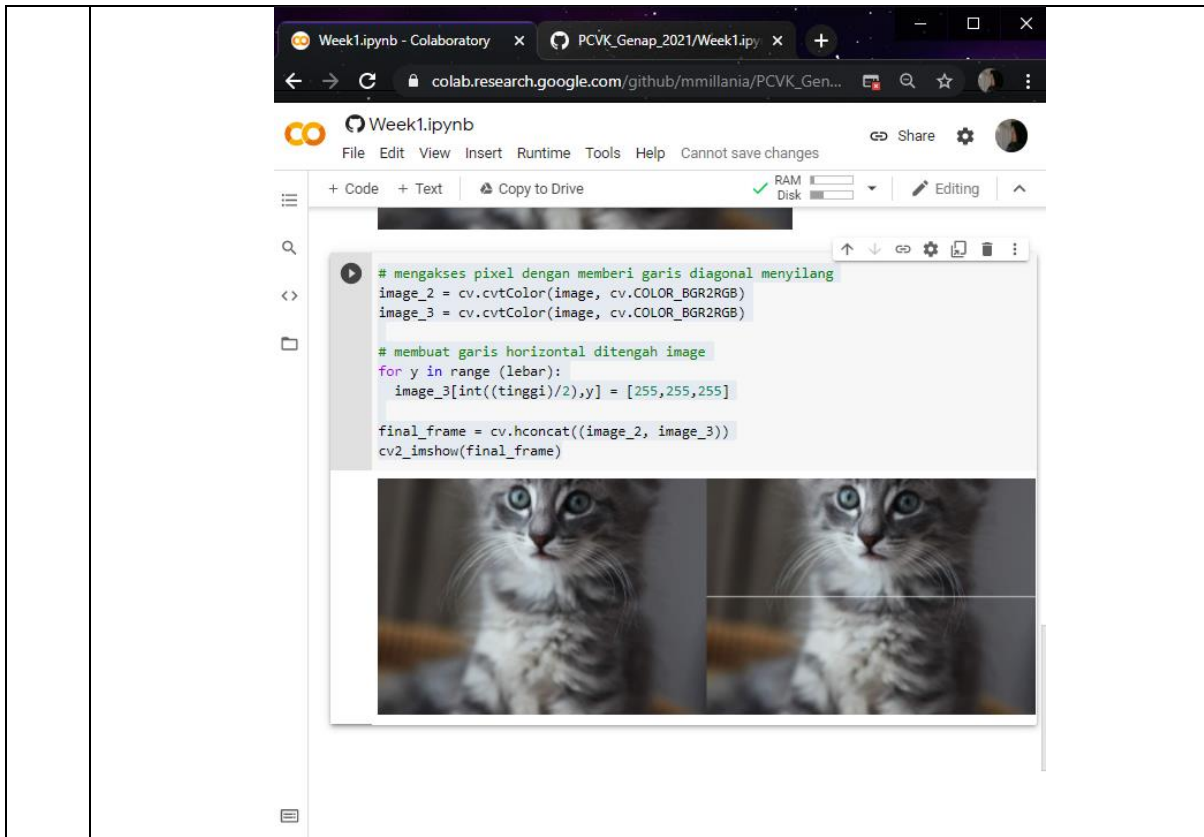 Week1.ipynb - Colaboratory
PCVK_Genap_2021/Week1.ipy
colab.research.google.com/github/mmillania/PCVK_Gen...
CO
Week1.ipynb
Share
File Edit View Insert Runtime Tools Help Cannot save changes
+ Code + Text Copy to Drive
RAM
Disk
Editing
# mengakses pixel dengan memberi garis diagonal menyilang
image_2 = cv.cvtColor(image, cv.COLOR_BGR2RGB)
image_3 = cv.cvtColor(image, cv.COLOR_BGR2RGB)
# membuat garis horizontal ditengah image
for y in range (lebar):
image_3[int((tinggi)/2),y] = [255,255,255]
final_frame = cv.hconcat((image_2, image_3))
cv2_imshow(final_frame)